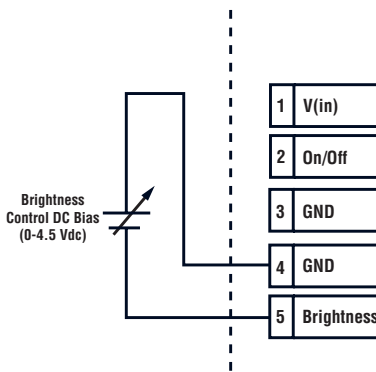 1 V(in)
2 On/Off
3 GND
4 GND
5 Brightness
Brightness
Control DC Bias
(0-4.5 Vdc)